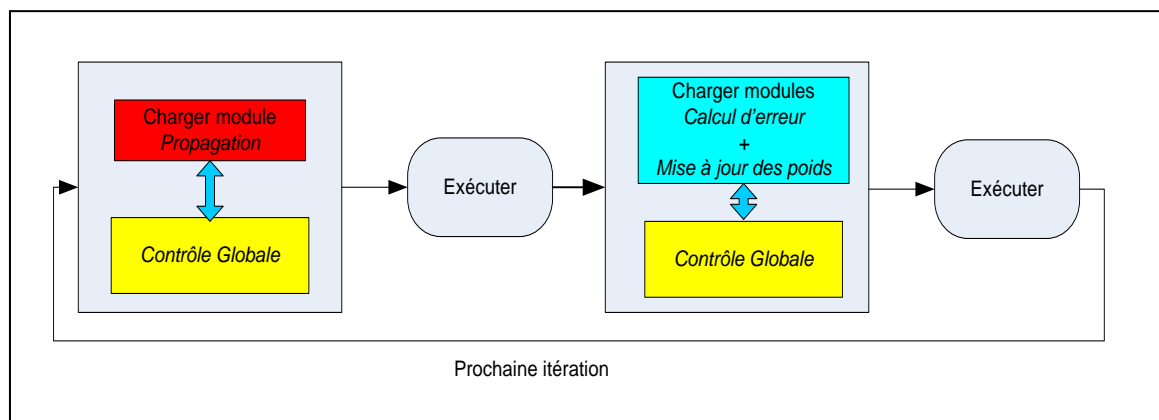 Charger module
Propagation
Contrôle Globale
Exécuter
Charger modules
Calcul d'erreur
+
Mise à jour des poids
Contrôle Globale
Exécuter
Prochaine itération